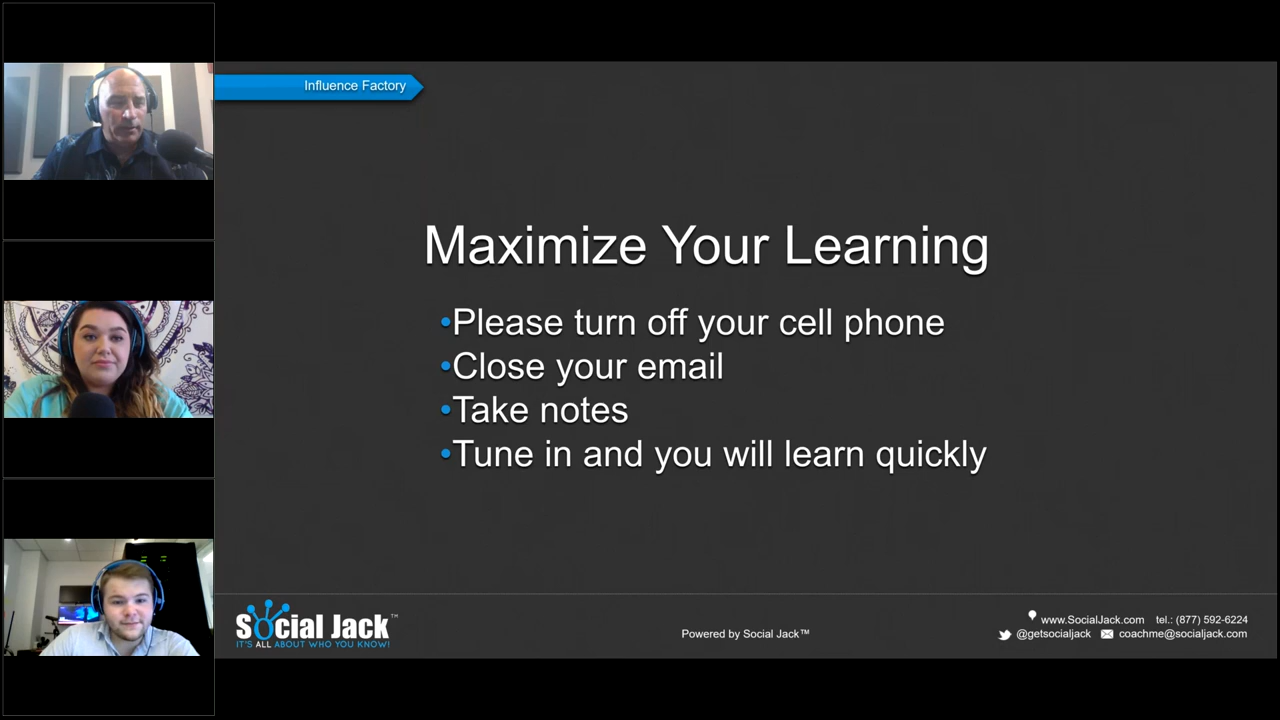 Influence Factory
Maximize Your Learning
•Please turn off your cell phone
•Close your email
•Take notes
•Tune in and you will learn quickly
Social Jack™
IT'S ALL ABOUT WHO YOU KNOW!
Powered by Social Jack™
www.SocialJack.com tel.: (877) 592-6224
@getsocialjack coachme@socialjack.com